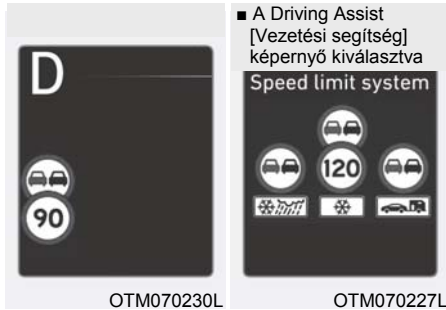 D
90
OTM070230L
■ A Driving Assist
[Vezetési segítség]
képernyő kiválasztva
Speed limit system
120
OTM070227L